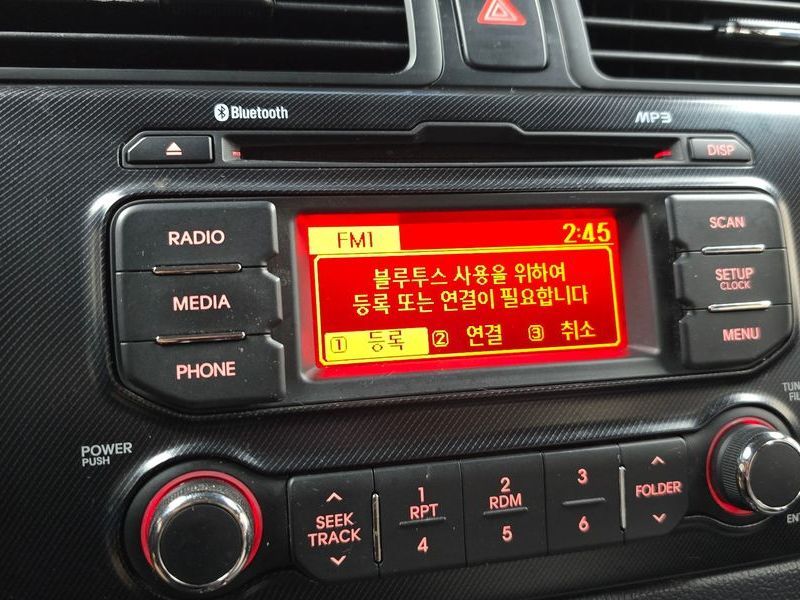 Bluetooth
MP3
DISP
RADIO
MEDIA
PHONE
FM1 2:45
블루투스 사용을 위하여
등록 또는 연결이 필요합니다
1 등록 2 연결 3 취소
SCAN
SETUP
CLOCK
MENU
POWER
PUSH
SEEK
TRACK
1
RPT
4
2
RDM
5
3
6
FOLDER